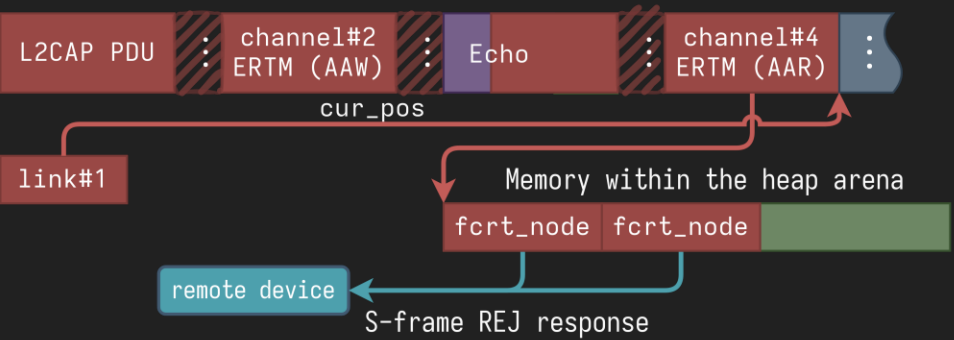 L2CAP PDU
⋮
channel#2
ERTM (AAW)
⋮
Echo
⋮
channel#4
ERTM (AAR)
⋮
cur_pos
link#1
Memory within the heap arena
fcrt_node
fcrt_node
remote device
S-frame REJ response